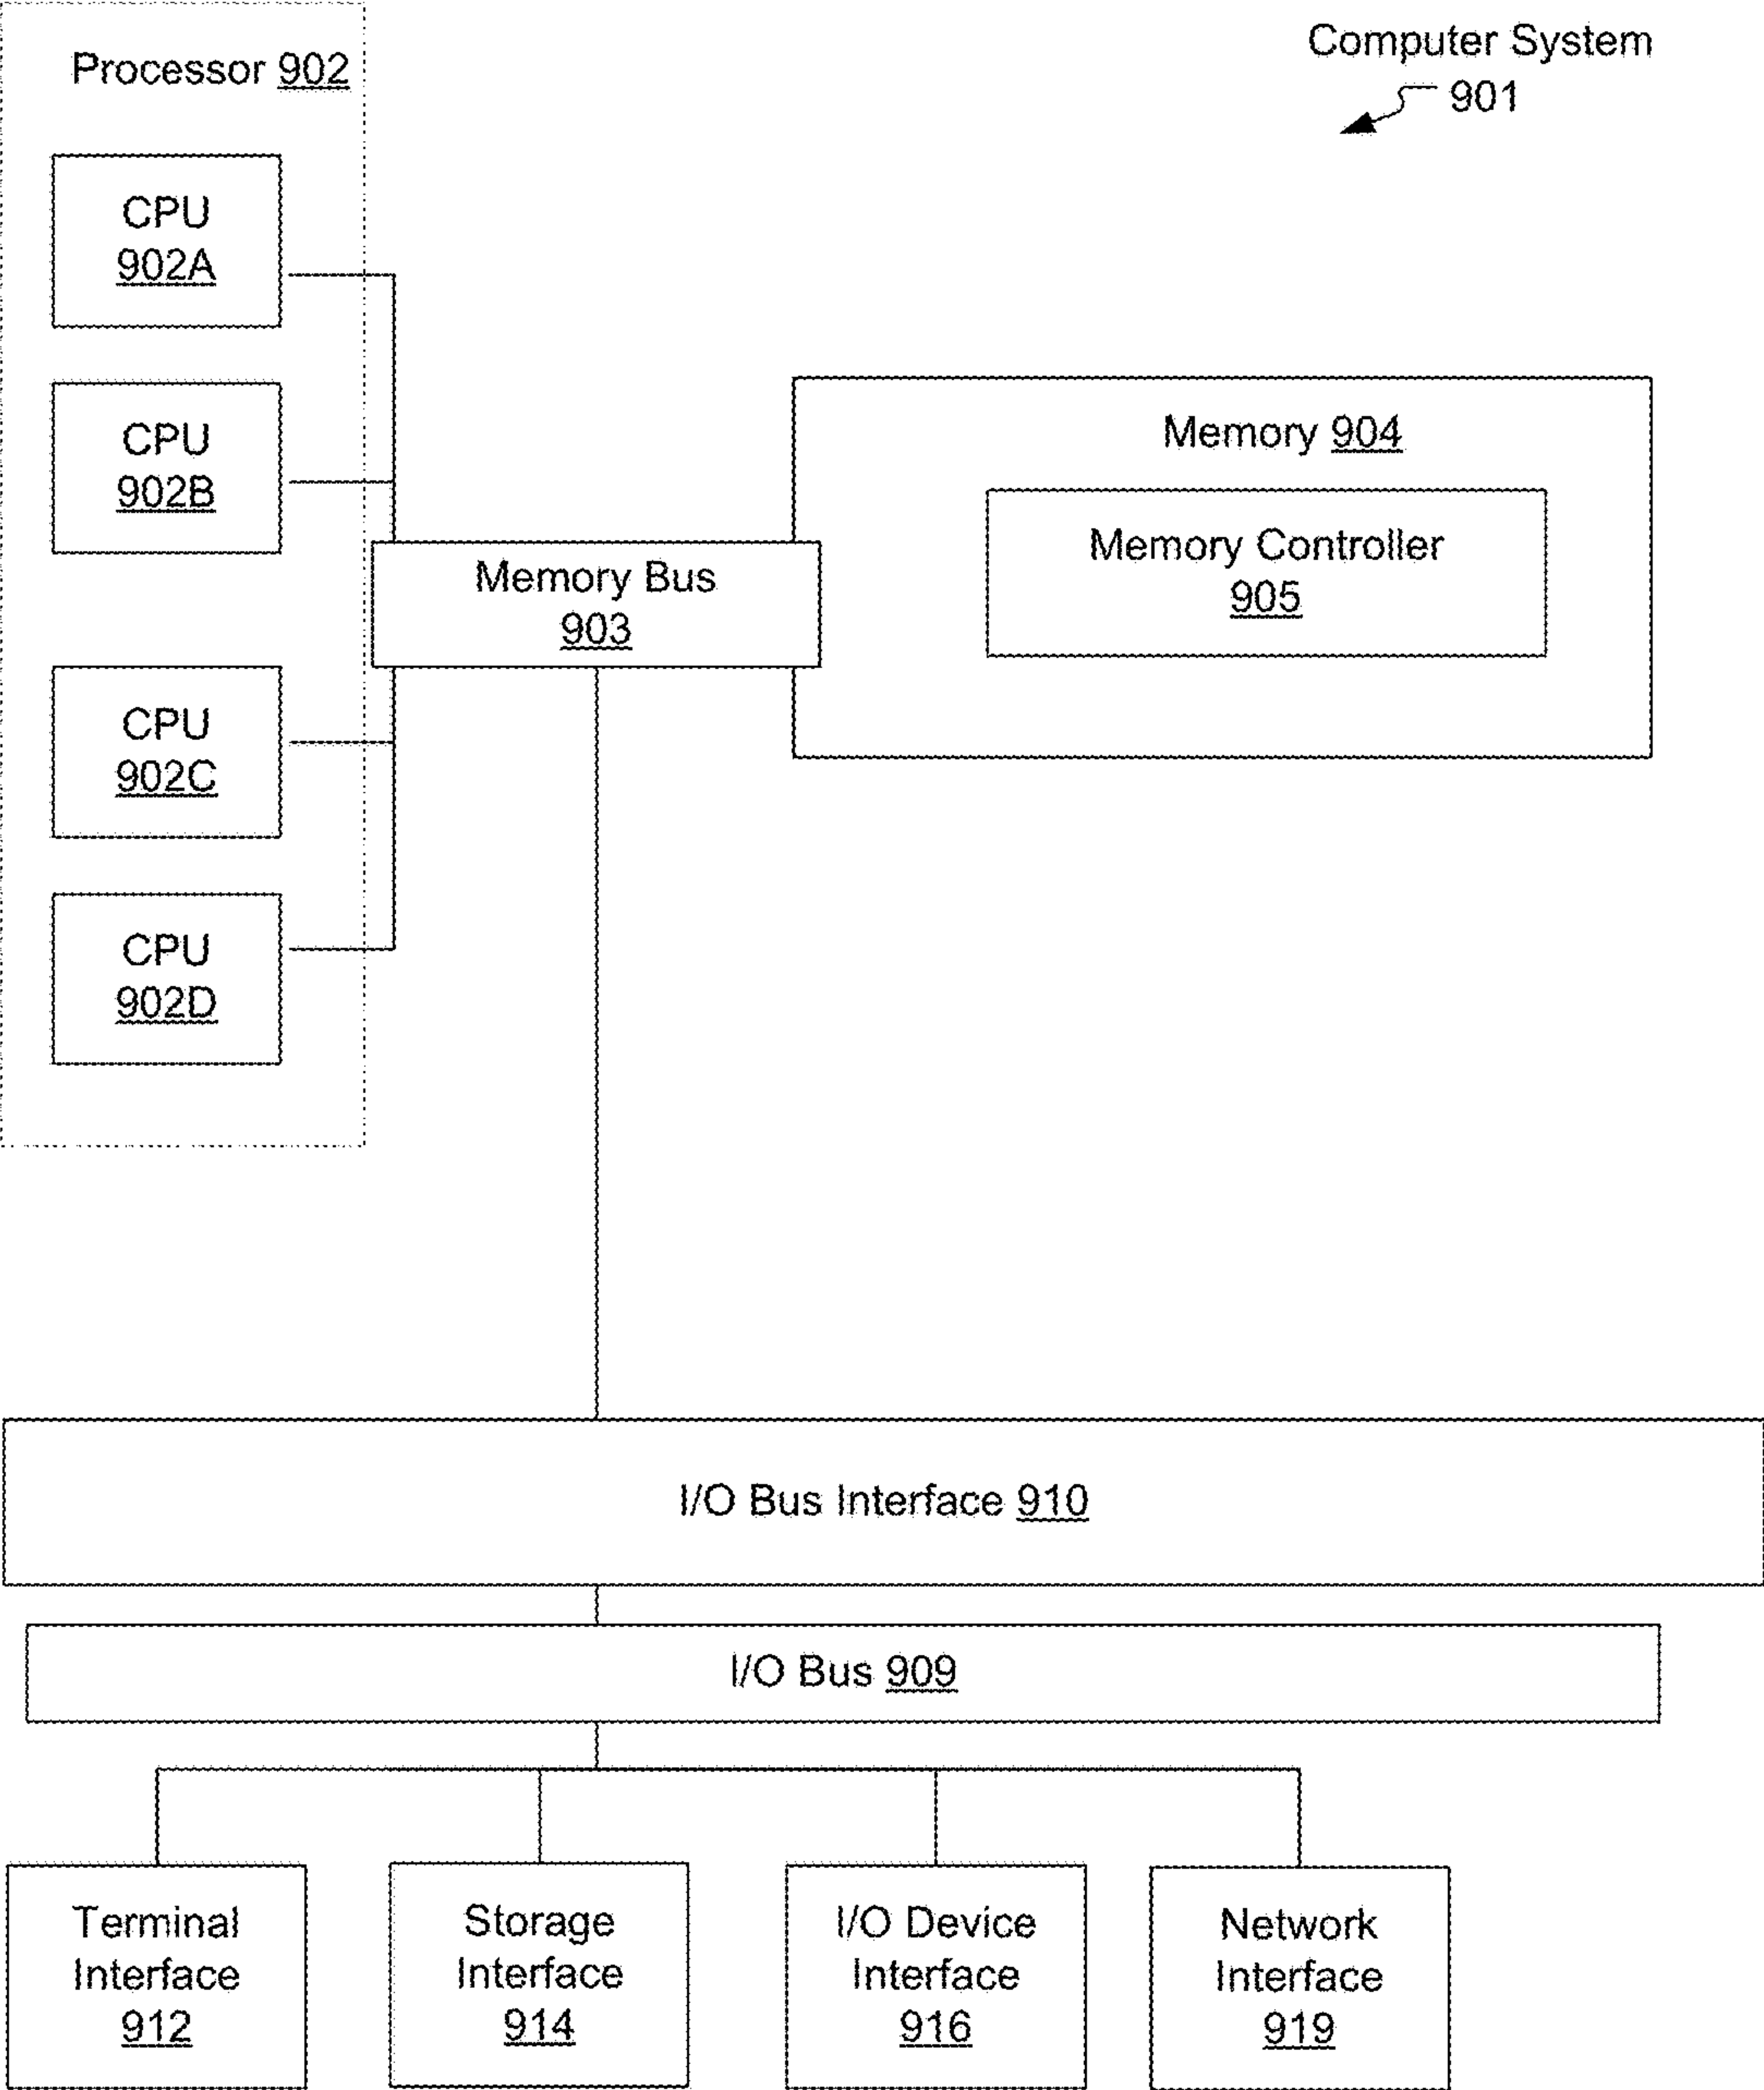 Computer System
901
Processor 902
CPU
902A
CPU
902B
CPU
902C
CPU
902D
Memory Bus
903
Memory 904
Memory Controller
905
I/O Bus Interface 910
I/O Bus 909
Terminal
Interface
912
Storage
Interface
914
I/O Device
Interface
916
Network
Interface
919